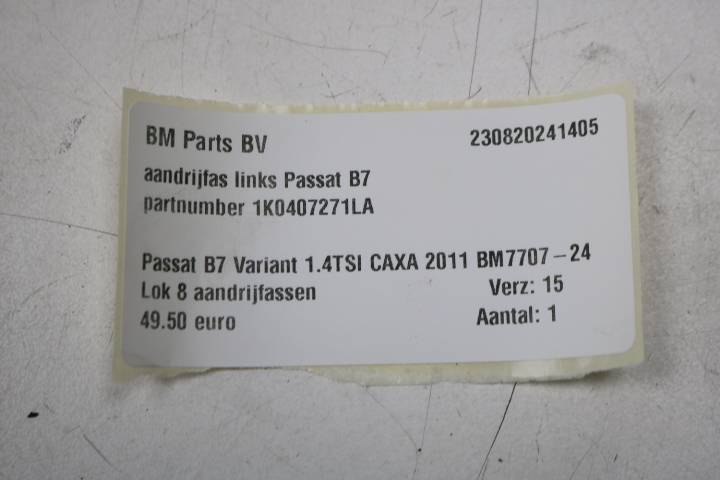 BM Parts BV 230820241405
aandrijfas links Passat B7
partnumber 1K0407271LA
Passat B7 Variant 1.4TSI CAXA 2011 BM7707-24
Lok 8 aandrijfassen Verz: 15
49.50 euro Aantal: 1